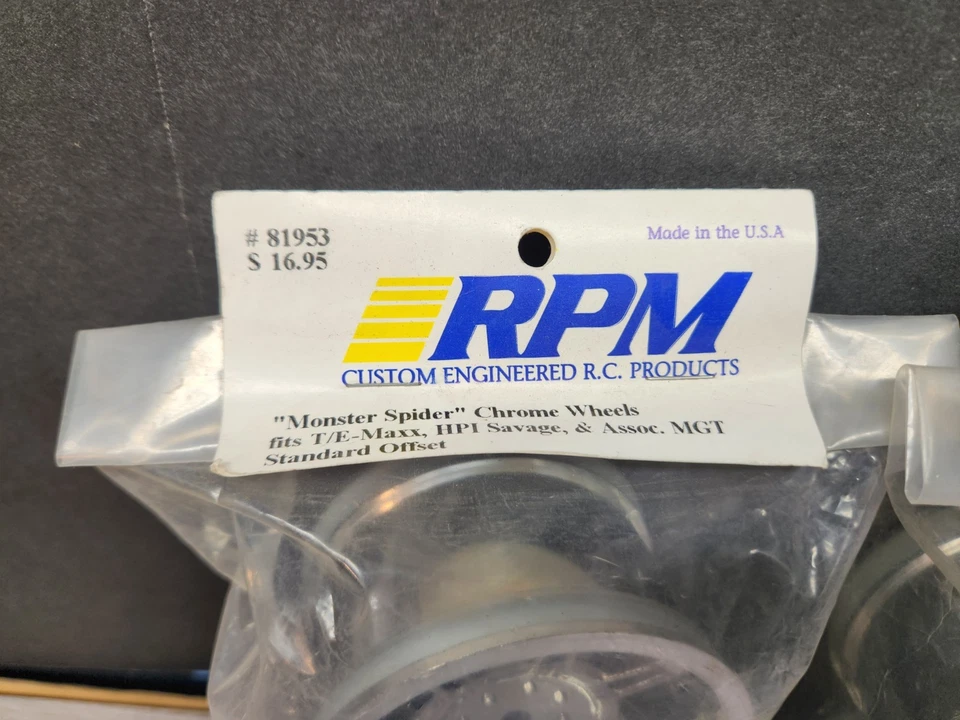 # 81953
$ 16.95
Made in the U.S.A
RPM
CUSTOM ENGINEERED R.C. PRODUCTS
"Monster Spider" Chrome Wheels
fits T/E-Maxx, HPI Savage, & Assoc. MGT
Standard Offset